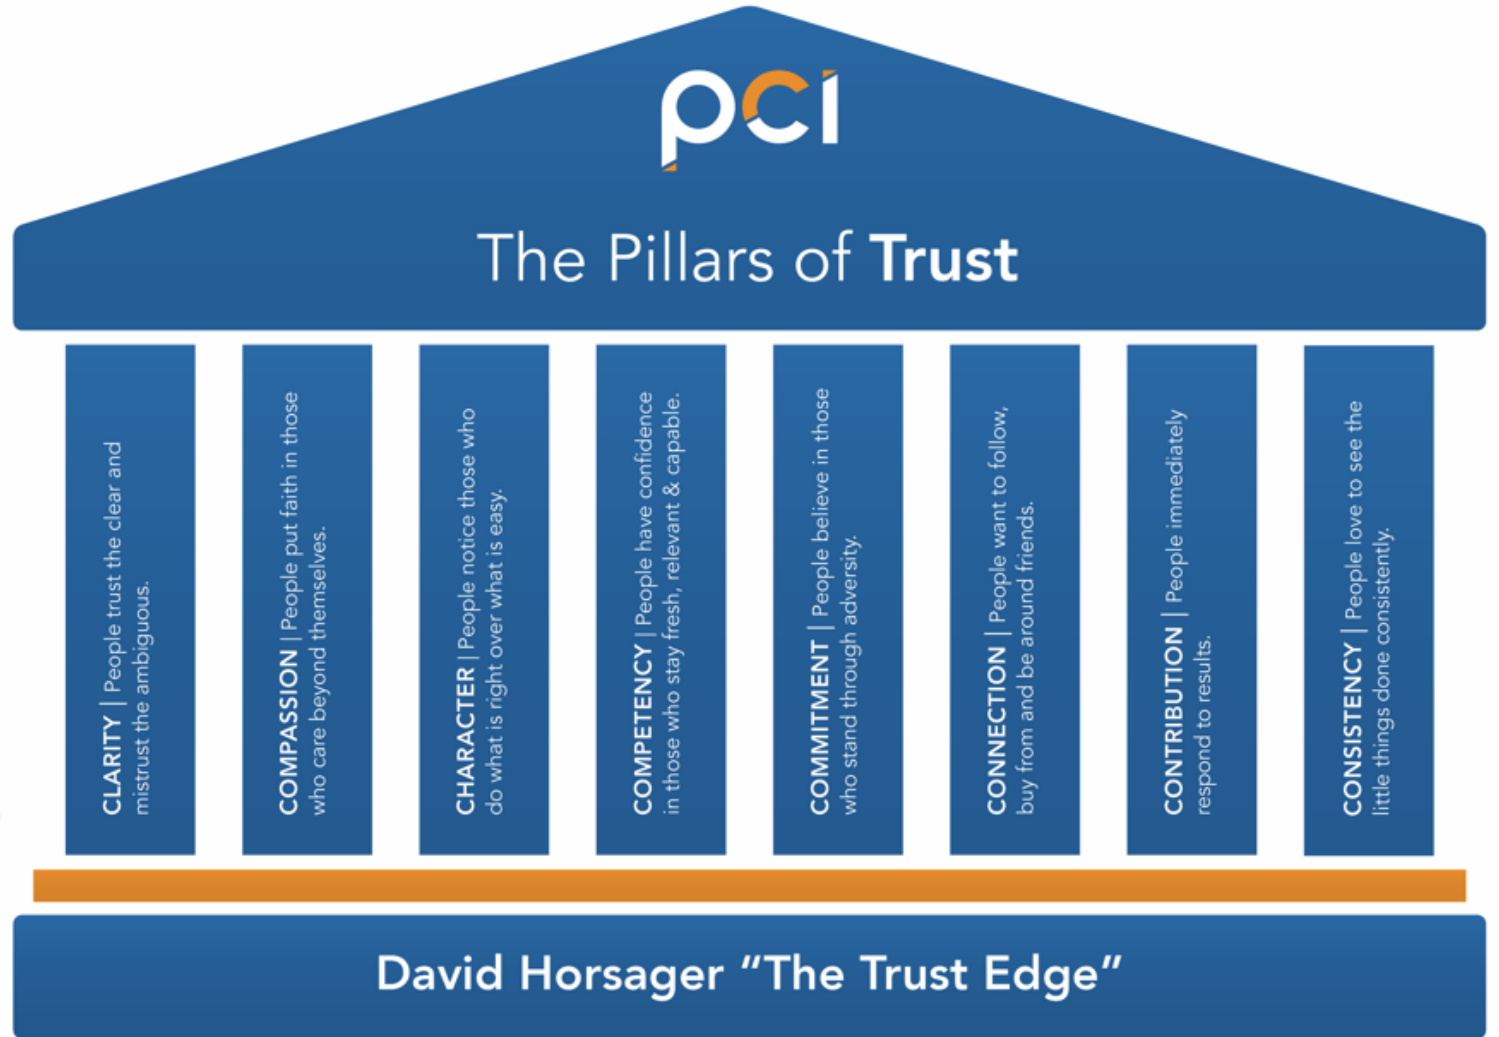 pci
The Pillars of Trust
CLARITY | People trust the clear and
mistrust the ambiguous.
COMPASSION | People put faith in those
who care beyond themselves.
CHARACTER | People notice those who
do what is right over what is easy.
COMPETENCY | People have confidence
in those who stay fresh, relevant & capable.
COMMITMENT | People believe in those
who stand through adversity.
CONNECTION | People want to follow,
buy from and be around friends.
CONTRIBUTION | People immediately
respond to results.
CONSISTENCY | People love to see the
little things done consistently.
David Horsager “The Trust Edge”